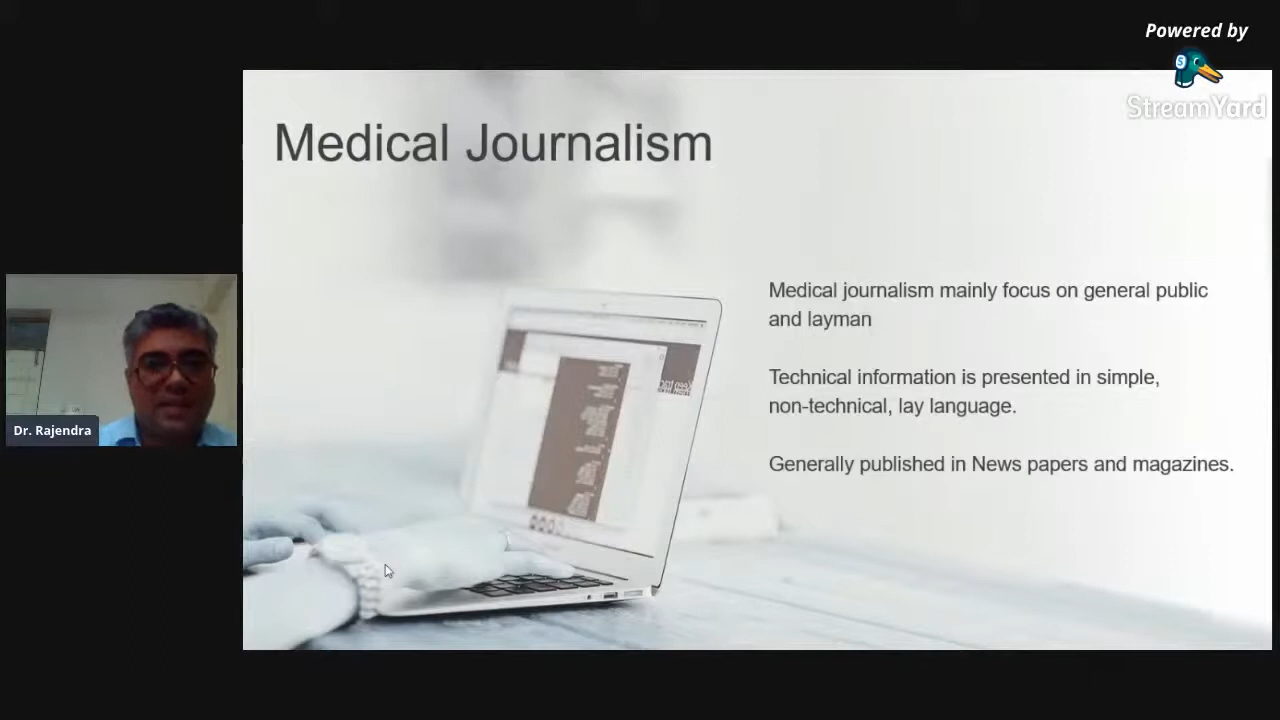 Powered by
StreamYard
Medical Journalism
Medical journalism mainly focus on general public
and layman
Technical information is presented in simple,
non-technical, lay language.
Generally published in News papers and magazines.
Dr. Rajendra